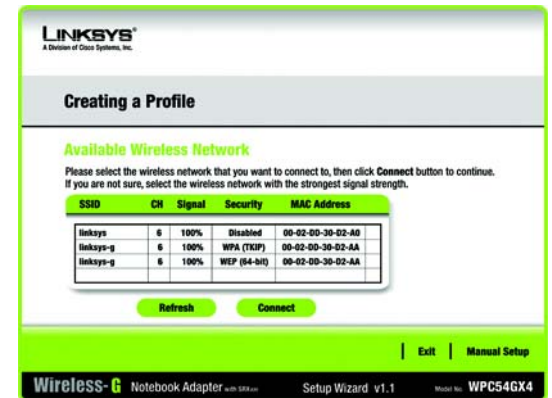 LINKSYS®
A Division of Cisco Systems, Inc.
Creating a Profile
Available Wireless Network
Please select the wireless network that you want to connect to, then click Connect button to continue.
If you are not sure, select the wireless network with the strongest signal strength.
SSID CH Signal Security MAC Address
linksys 6 100% Disabled 00-02-DD-30-D2-A0
linksys-g 6 100% WPA (TKIP) 00-02-DD-30-D2-AA
linksys-g 6 100% WEP (64-bit) 00-02-DD-30-D2-AA
Refresh Connect
Exit Manual Setup
Wireless-G Notebook Adapter with Setup Wizard v1.1 Model No. WPC54GX4